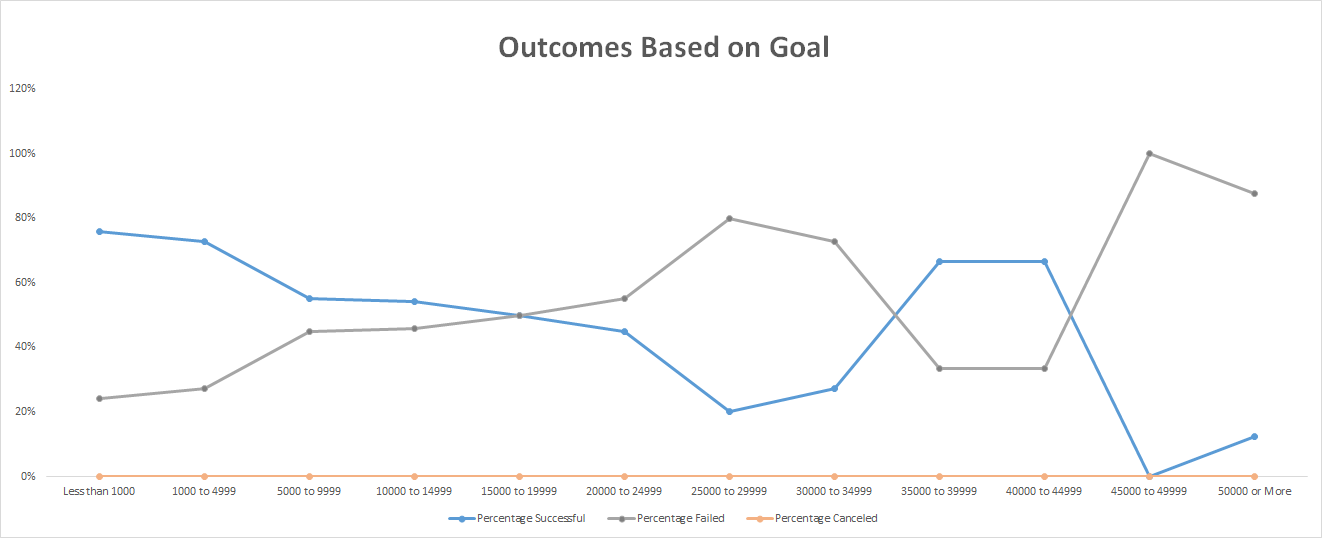 Outcomes Based on Goal
120%
100%
80%
60%
40%
20%
0%
Less than 1000 1000 to 4999 5000 to 9999 10000 to 14999 15000 to 19999 20000 to 24999 25000 to 29999 30000 to 34999 35000 to 39999 40000 to 44999 45000 to 49999 50000 or More
Percentage Successful Percentage Failed Percentage Canceled